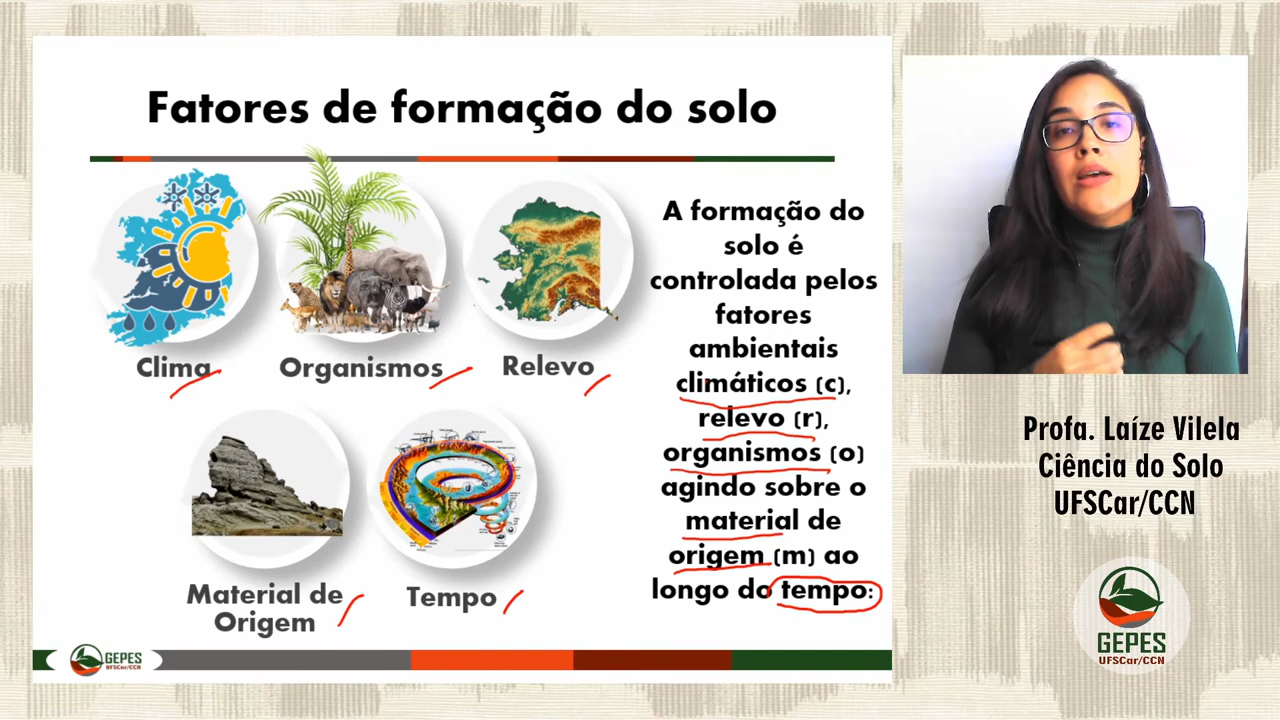 Fatores de formação do solo
Clima
Organismos
Relevo
Material de
Origem
Tempo
A formação do
solo é
controlada pelos
fatores
ambientais
climáticos (c),
relevo (r),
organismos (o)
agindo sobre o
material de
origem (m) ao
longo do tempo:
GEPES
UFSCar/CCN
Profa. Laíze Vilela
Ciência do Solo
UFSCar/CCN
GEPES
UFSCar/CCN